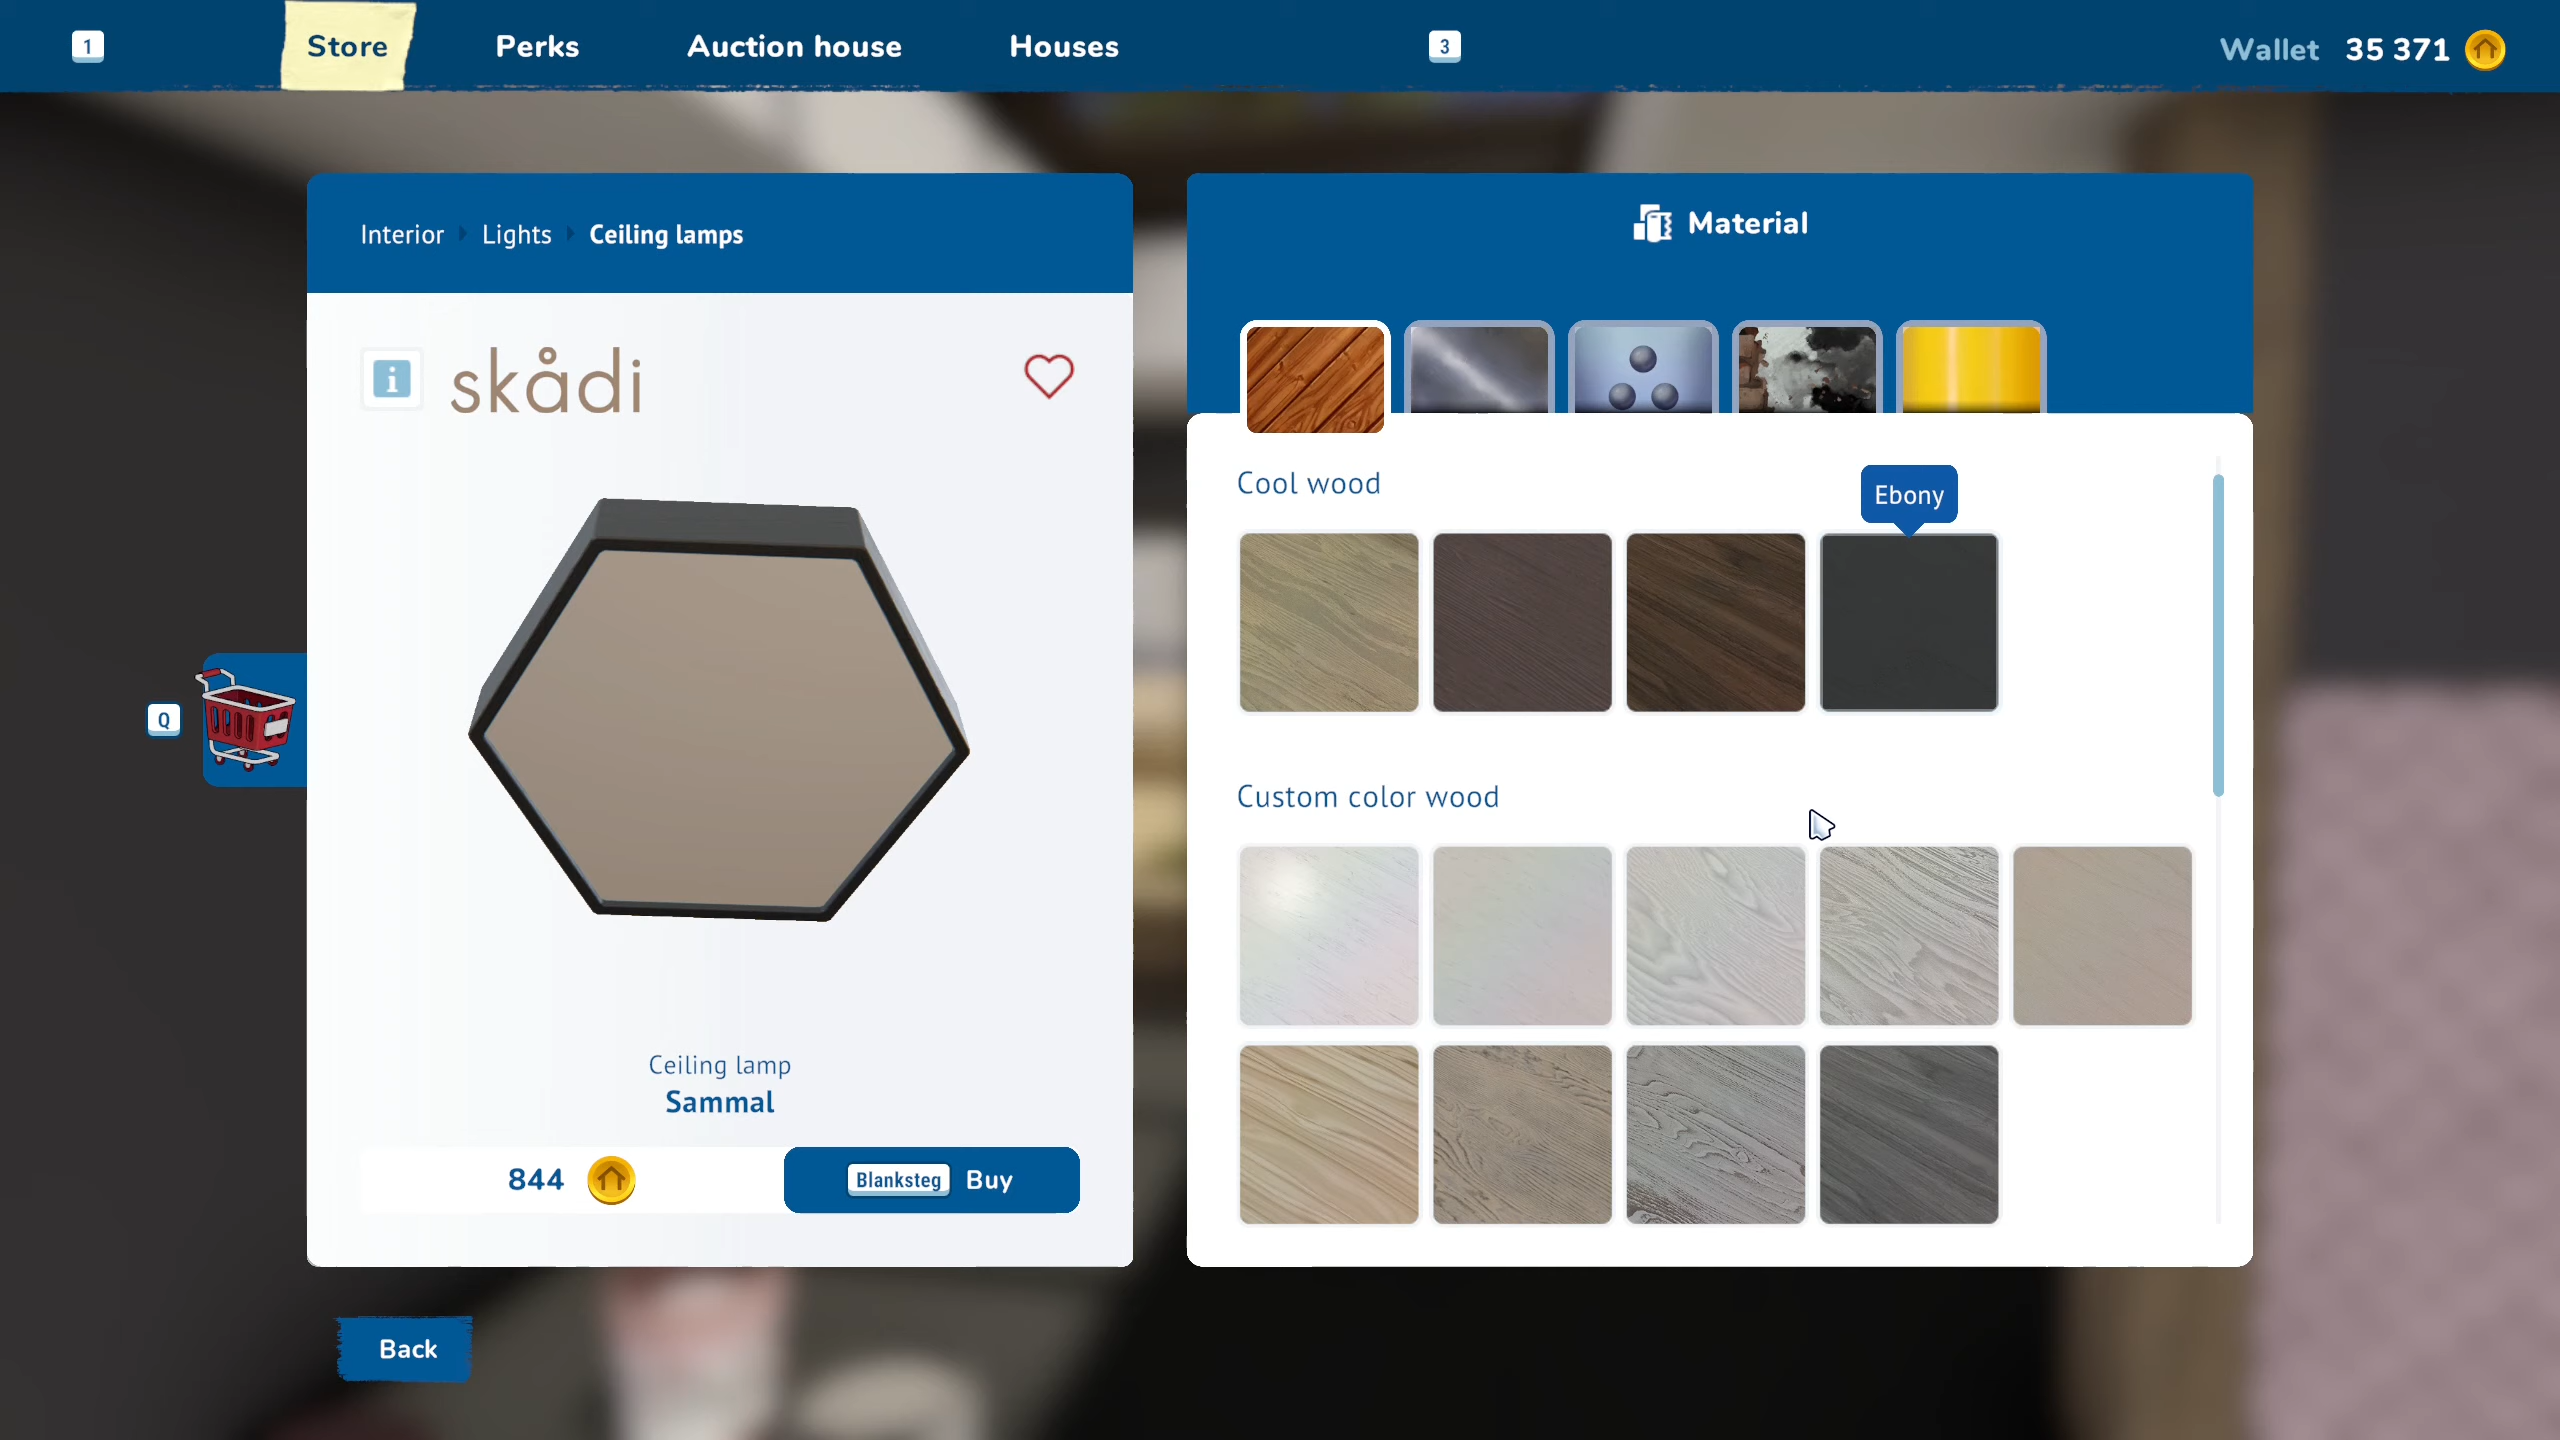 1 Store Perks Auction house Houses 3 Wallet 35 371
Interior Lights Ceiling lamps
i skådi
Q
Ceiling lamp
Sammal
844 Blanksteg Buy
Back
Material
Cool wood
Ebony
Custom color wood